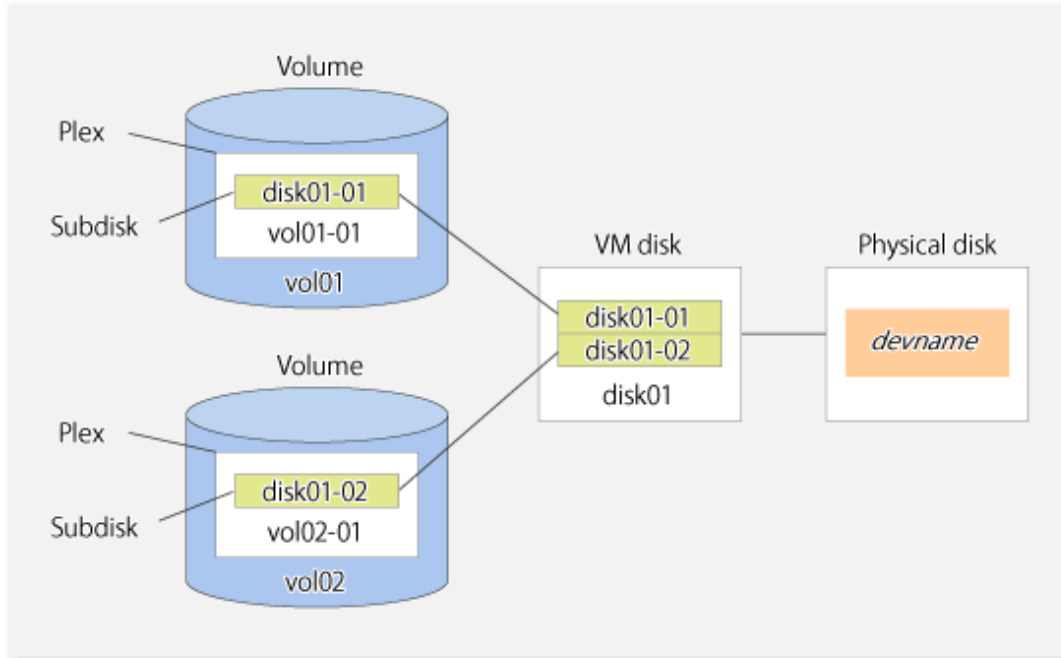 Volume
Plex
disk01-01
Subdisk
vol01-01
vol01
VM disk
Physical disk
disk01-01
disk01-02
devname
disk01
Volume
Plex
disk01-02
Subdisk
vol02-01
vol02